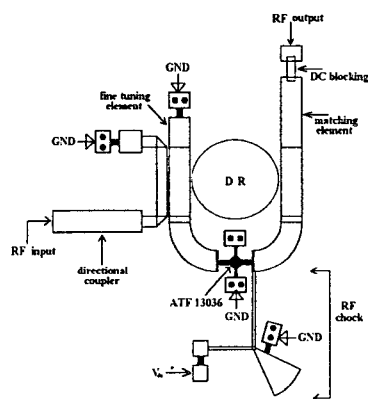 RF output
GND
DC blocking
fine tuning
element
GND
matching
element
D R
RF input
directional
coupler
ATF 13036
GND
RF
chock
GND
V